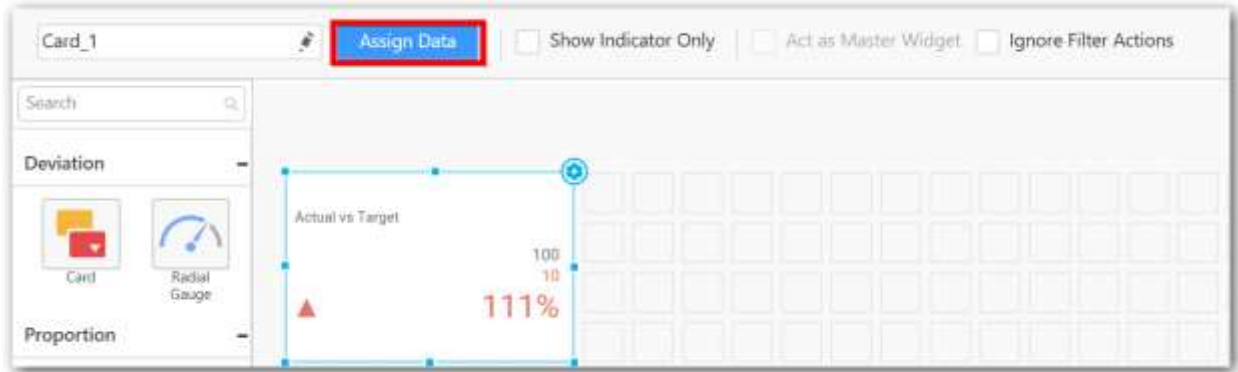 Card_1 Assign Data Show Indicator Only Act as Master Widget Ignore Filter Actions
Search
Deviation
Card
Radial
Gauge
Proportion
Actual vs Target
100
10
111%